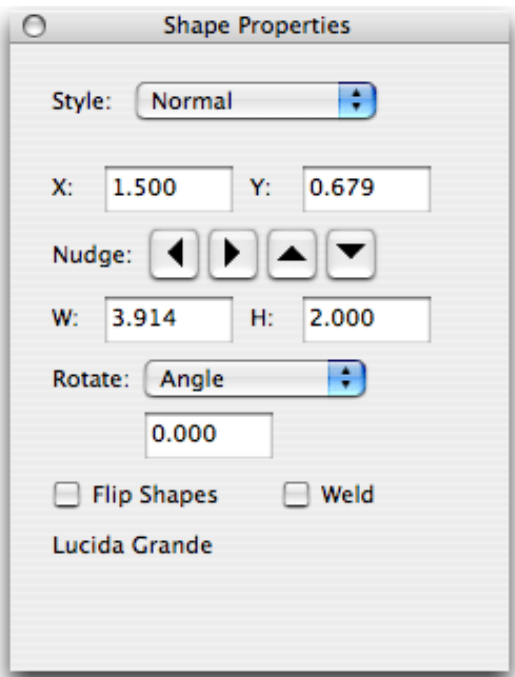 Shape Properties
Style: Normal
X: 1.500 Y: 0.679
Nudge:
W: 3.914 H: 2.000
Rotate: Angle
0.000
Flip Shapes Weld
Lucida Grande